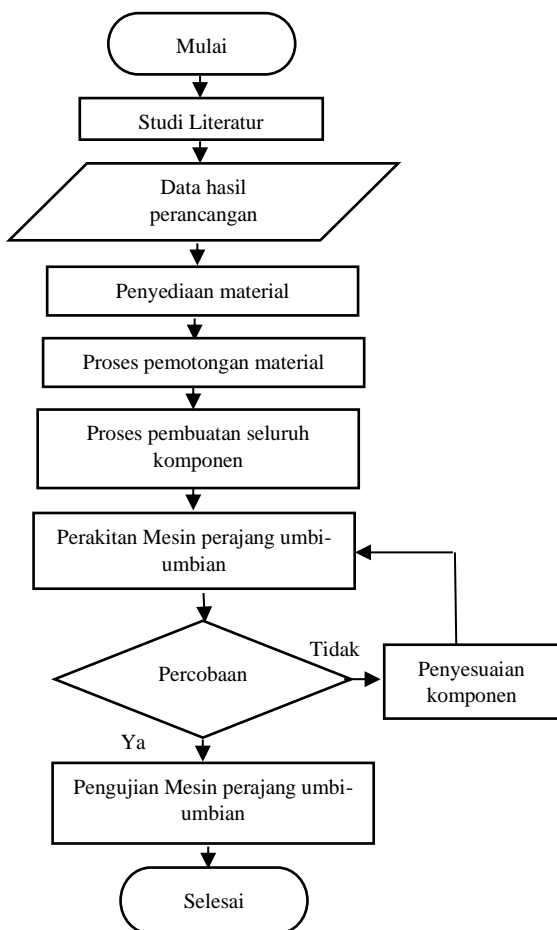 Mulai
Studi Literatur
Data hasil
perancangan
Penyediaan material
Proses pemotongan material
Proses pembuatan seluruh
komponen
Perakitan Mesin perajang umbi-
umbian
Percobaan
Tidak
Penyesuaian
komponen
Ya
Pengujian Mesin perajang umbi-
umbian
Selesai